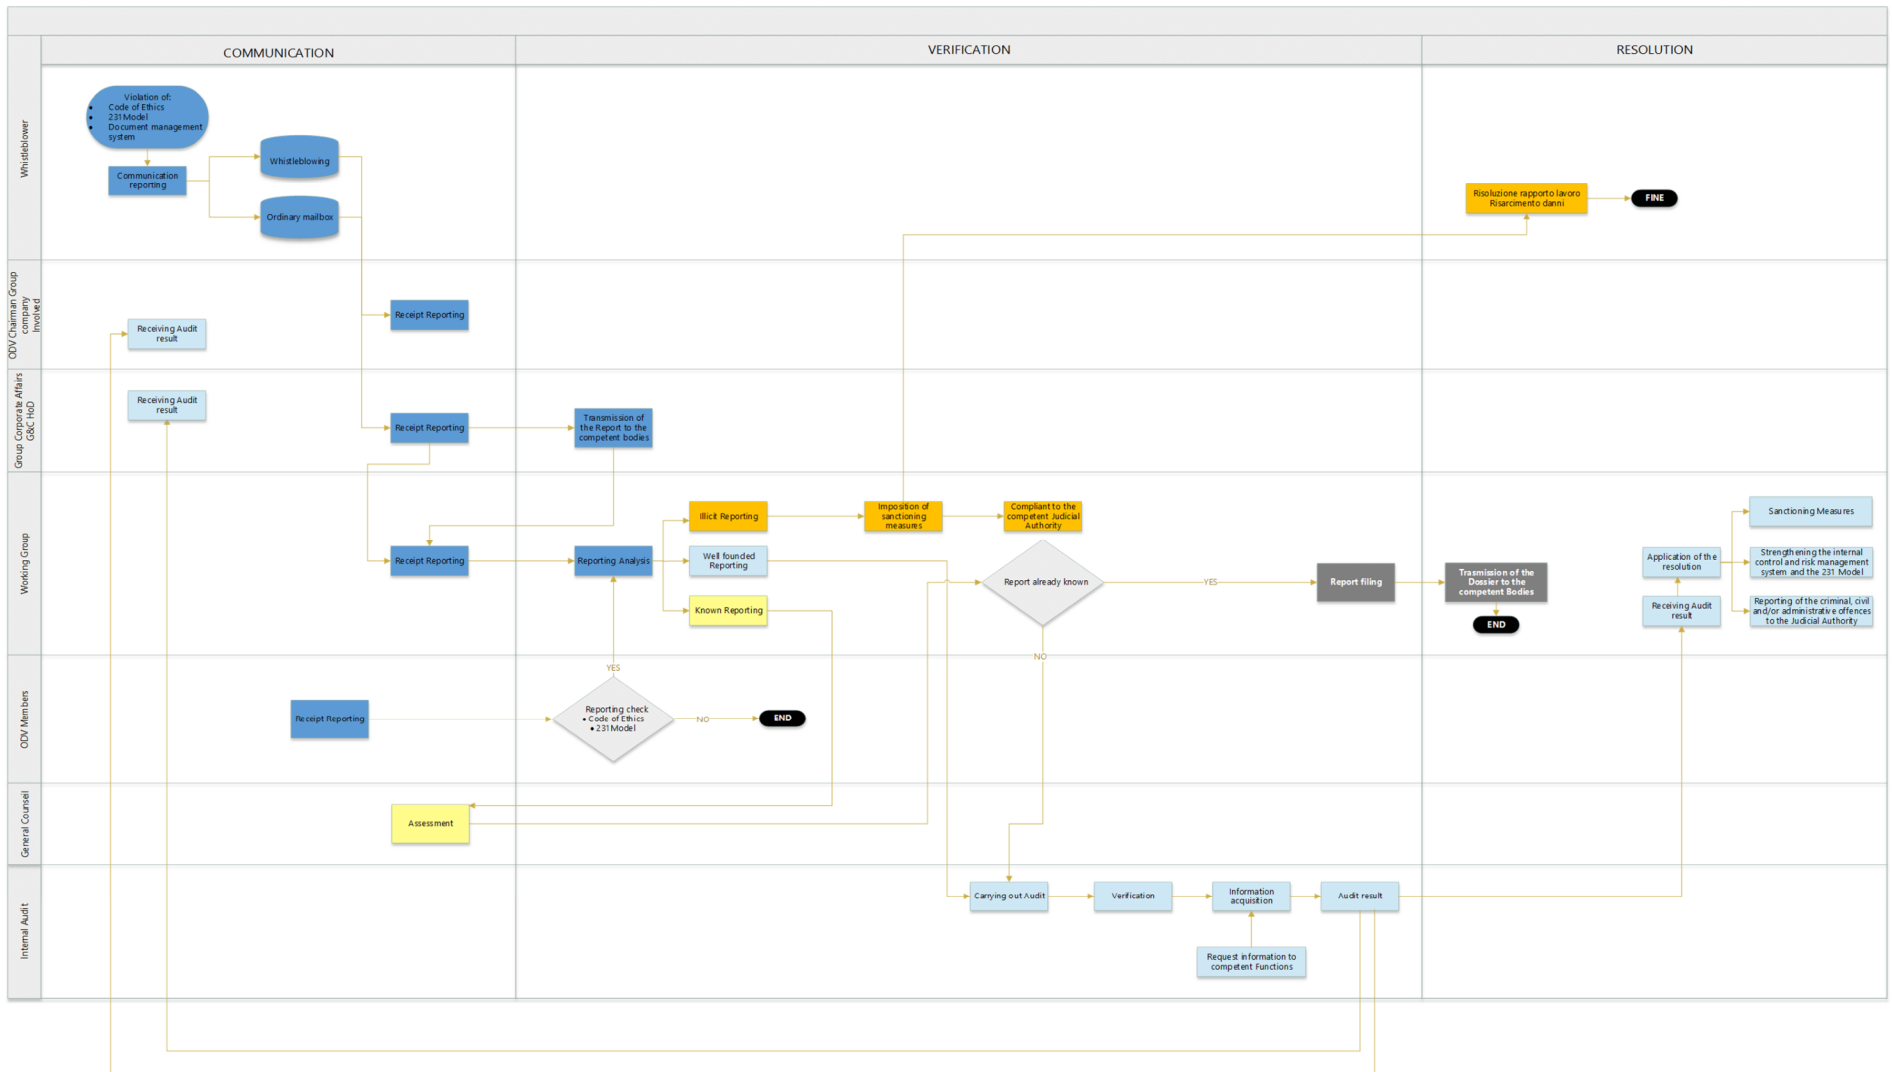 COMMUNICATION
VERIFICATION
RESOLUTION
Whistleblower
Violation of:
• Code of Ethics
• 231Model
• Document management
system
Communication
reporting
Whistleblowing
Ordinary mailbox
Risoluzione rapporto lavoro
Risarcimento danni
FINE
ODV Chairman Group
company
Involved
Receiving Audit
result
Receipt Reporting
Group Corporate Affairs
G&C HoD
Receiving Audit
result
Receipt Reporting
Transmission of
the Report to the
competent bodies
Working Group
Receipt Reporting
Reporting Analysis
Illicit Reporting
Well founded
Reporting
Known Reporting
Imposition of
sanctioning
measures
Compliant to the
competent Judicial
Authority
Report already known
YES
NO
Report filing
Trasmission of the
Dossier to the
competent Bodies
END
Application of the
resolution
Receiving Audit
result
Sanctioning Measures
Strengthening the internal
control and risk management
system and the 231 Model
Reporting of the criminal, civil
and/or administrative offences
to the Judicial Authority
ODV Members
Receipt Reporting
YES
Reporting check
• Code of Ethics
• 231Model
NO
END
General Counseil
Assessment
Internal Audit
Carrying out Audit
Verification
Information
acquisition
Audit result
Request information to
competent Functions